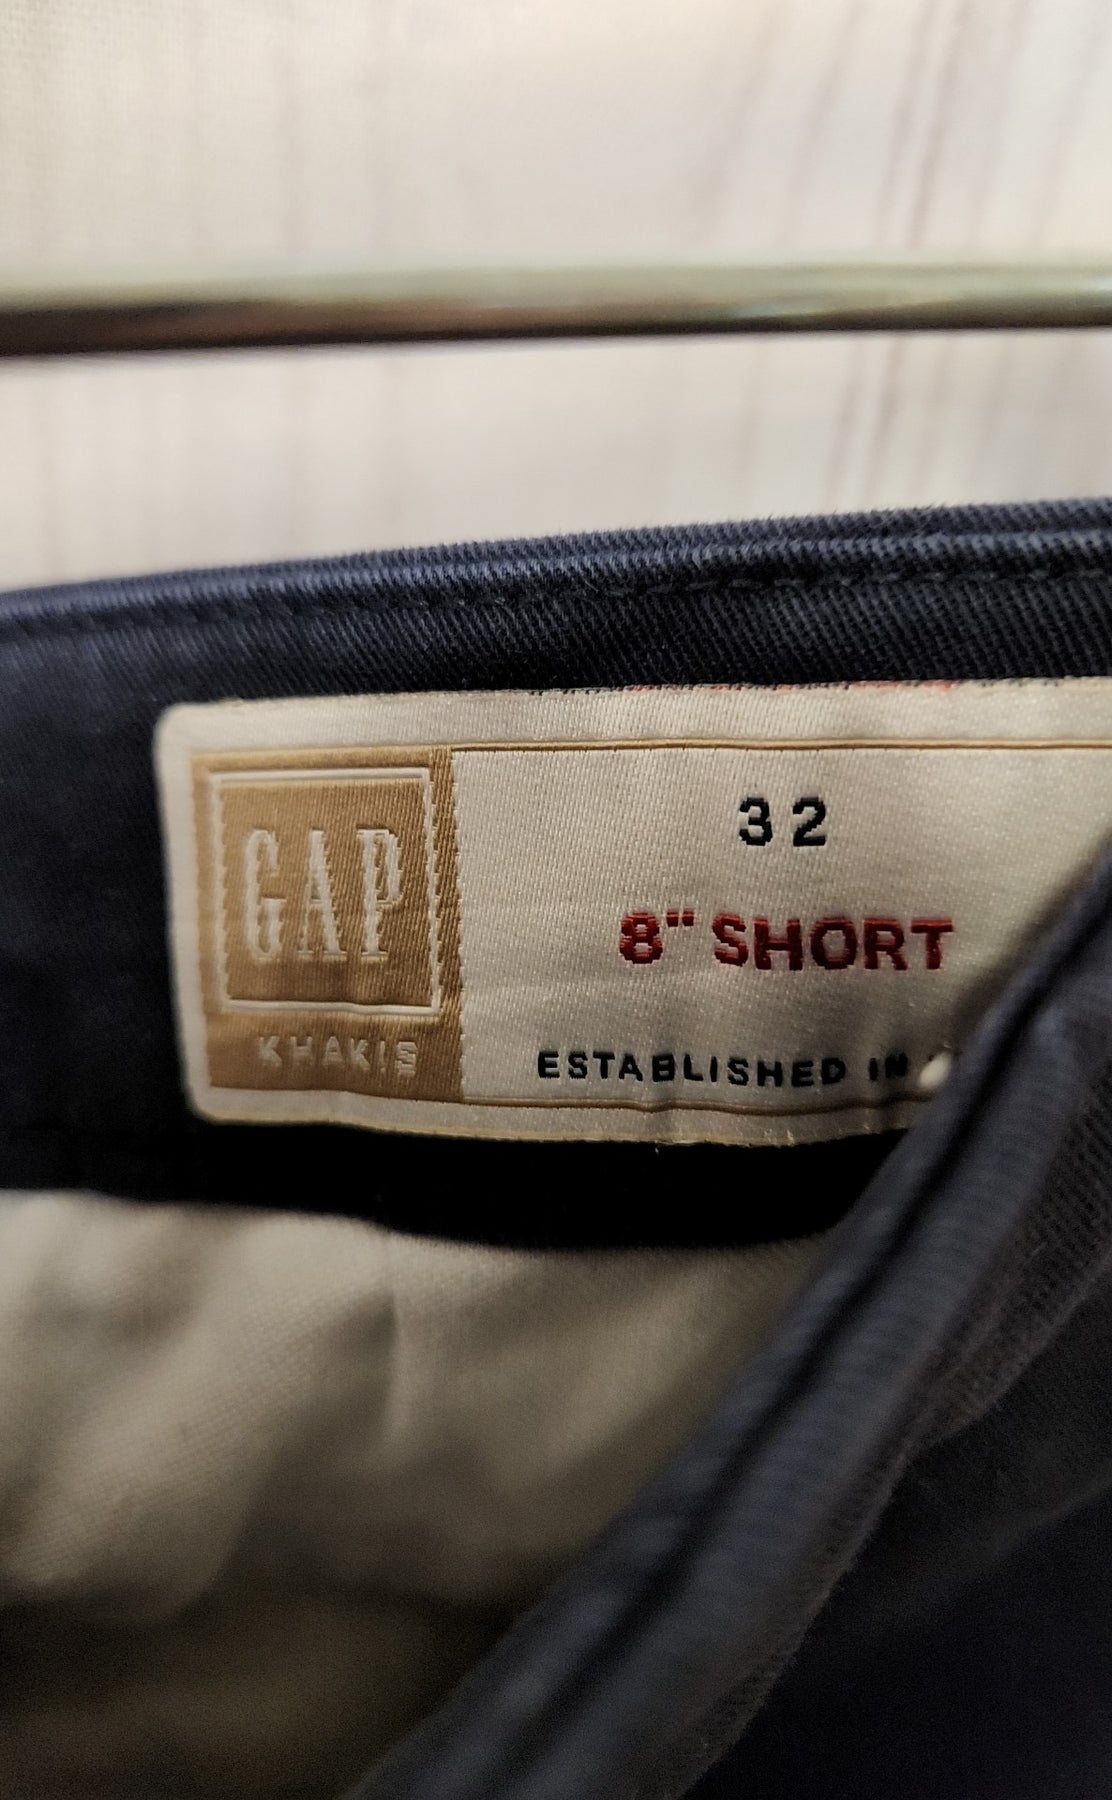 GAP
KHAKIS
32
8" SHORT
ESTABLISHED IN